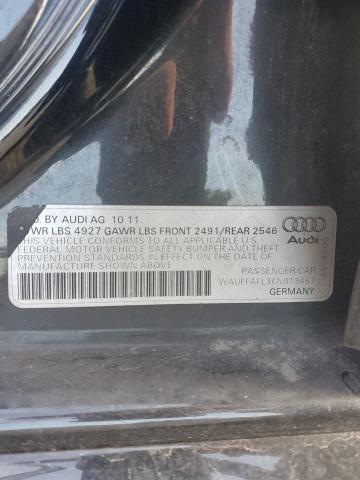 BY AUDI AG 10 11
GVWR LBS 4927 GAWR LBS FRONT 2491/REAR 2546
THIS VEHICLE CONFORMS TO ALL APPLICABLE U.S.
FEDERAL MOTOR VEHICLE SAFETY BUMPER AND THEFT
PREVENTION STANDARDS IN EFFECT ON THE DATE OF
MANUFACTURE SHOWN ABOVE.
Audi
PASSENGER CAR
WAUFFAFL3CN013457
GERMANY